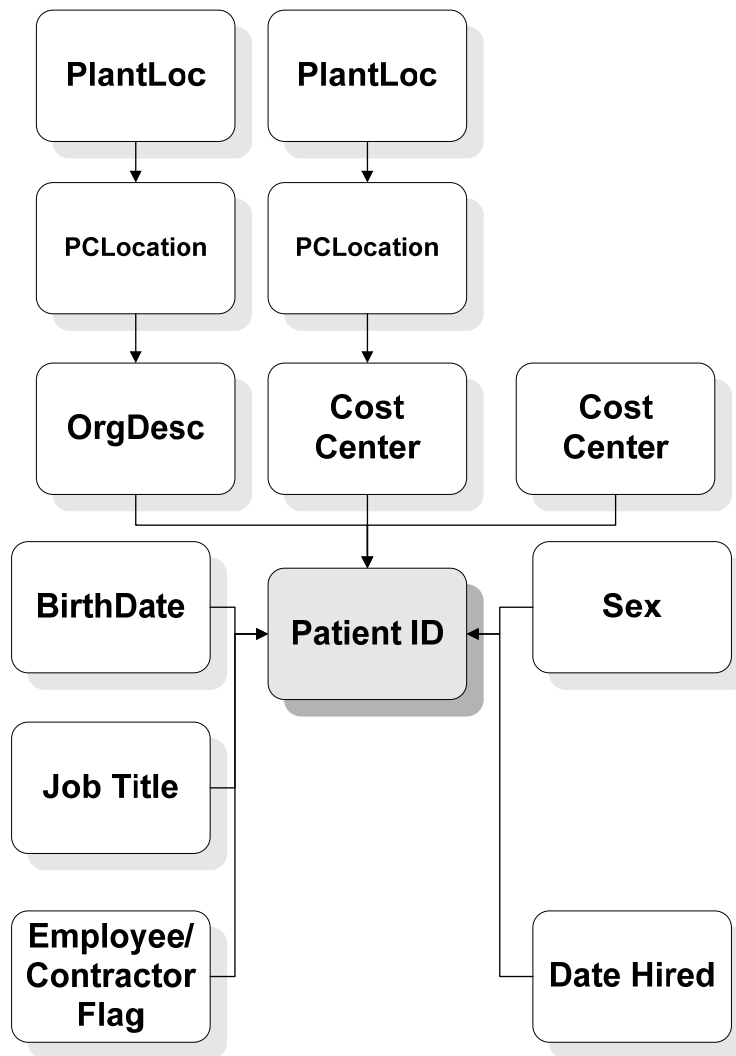 PlantLoc
PlantLoc
PCLocation
PCLocation
OrgDesc
Cost
Center
Cost
Center
BirthDate
Patient ID
Sex
Job Title
Employee/
Contractor
Flag
Date Hired